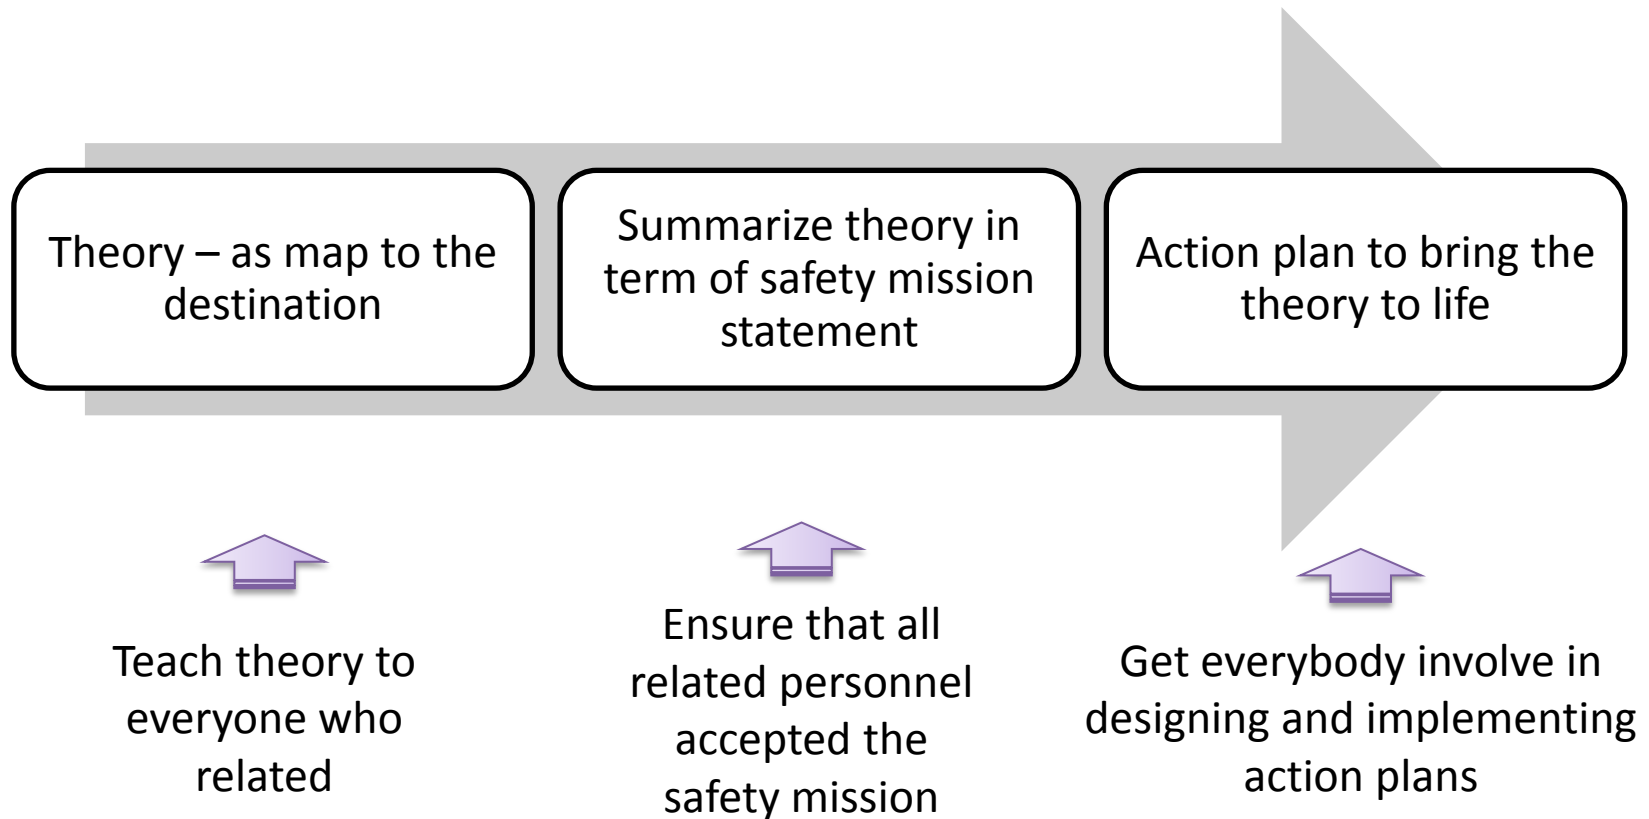 Theory – as map to the
destination
Summarize theory in
term of safety mission
statement
Action plan to bring the
theory to life
Teach theory to
everyone who
related
Ensure that all
related personnel
accepted the
safety mission
Get everybody involve in
designing and implementing
action plans